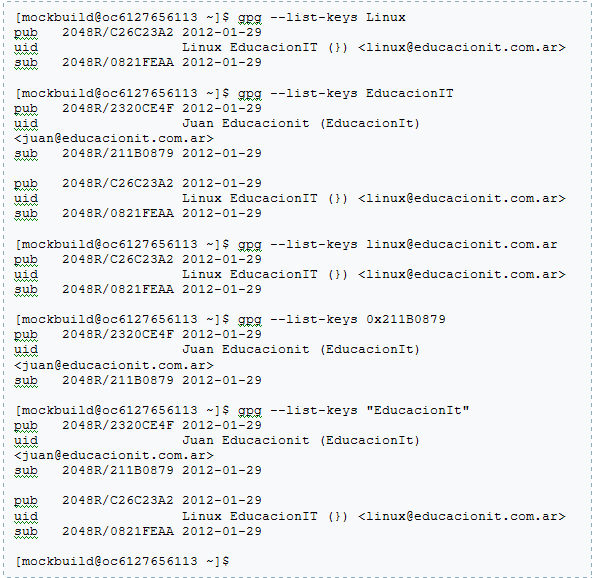 [mockbuild@oc6127656113 ~]$ gpg --list-keys Linux
pub   2048R/C26C23A2 2012-01-29
uid                  Linux EducacionIT (}) <linux@educacionit.com.ar>
sub   2048R/0821FEAA 2012-01-29

[mockbuild@oc6127656113 ~]$ gpg --list-keys EducacionIT
pub   2048R/2320CE4F 2012-01-29
uid                  Juan Educacionit (EducacionIt)
<juan@educacionit.com.ar>
sub   2048R/211B0879 2012-01-29

pub   2048R/C26C23A2 2012-01-29
uid                  Linux EducacionIT (}) <linux@educacionit.com.ar>
sub   2048R/0821FEAA 2012-01-29

[mockbuild@oc6127656113 ~]$ gpg --list-keys linux@educacionit.com.ar
pub   2048R/C26C23A2 2012-01-29
uid                  Linux EducacionIT (}) <linux@educacionit.com.ar>
sub   2048R/0821FEAA 2012-01-29

[mockbuild@oc6127656113 ~]$ gpg --list-keys 0x211B0879
pub   2048R/2320CE4F 2012-01-29
uid                  Juan Educacionit (EducacionIt)
<juan@educacionit.com.ar>
sub   2048R/211B0879 2012-01-29

[mockbuild@oc6127656113 ~]$ gpg --list-keys "EducacionIt"
pub   2048R/2320CE4F 2012-01-29
uid                  Juan Educacionit (EducacionIt)
<juan@educacionit.com.ar>
sub   2048R/211B0879 2012-01-29

pub   2048R/C26C23A2 2012-01-29
uid                  Linux EducacionIT (}) <linux@educacionit.com.ar>
sub   2048R/0821FEAA 2012-01-29

[mockbuild@oc6127656113 ~]$